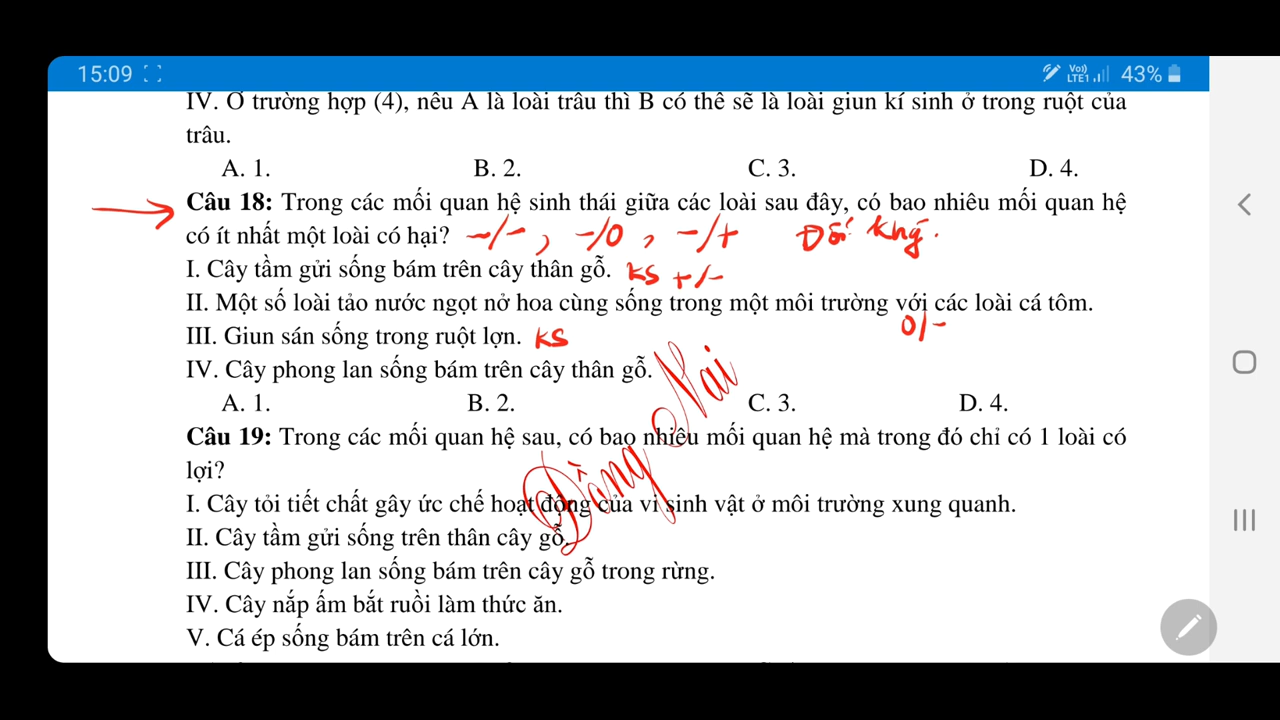 15:09 Vo)) LTE1 43%
IV. Ở trường hợp (4), nếu A là loài trâu thì B có thể sẽ là loài giun kí sinh ở trong ruột của
trâu.
A. 1. B. 2. C. 3. D. 4.
Câu 18: Trong các mối quan hệ sinh thái giữa các loài sau đây, có bao nhiêu mối quan hệ
có ít nhất một loài có hại? -/-, -/0, -/+ Đối kháng.
I. Cây tầm gửi sống bám trên cây thân gỗ. KS +/-
II. Một số loài tảo nước ngọt nở hoa cùng sống trong một môi trường với các loài cá tôm.
0/-
III. Giun sán sống trong ruột lợn. KS
IV. Cây phong lan sống bám trên cây thân gỗ.
A. 1. B. 2. C. 3. D. 4.
Đồng Nai
Câu 19: Trong các mối quan hệ sau, có bao nhiêu mối quan hệ mà trong đó chỉ có 1 loài có
lợi?
I. Cây tỏi tiết chất gây ức chế hoạt động của vi sinh vật ở môi trường xung quanh.
II. Cây tầm gửi sống trên thân cây gỗ.
III. Cây phong lan sống bám trên cây gỗ trong rừng.
IV. Cây nắp ấm bắt ruồi làm thức ăn.
V. Cá ép sống bám trên cá lớn.